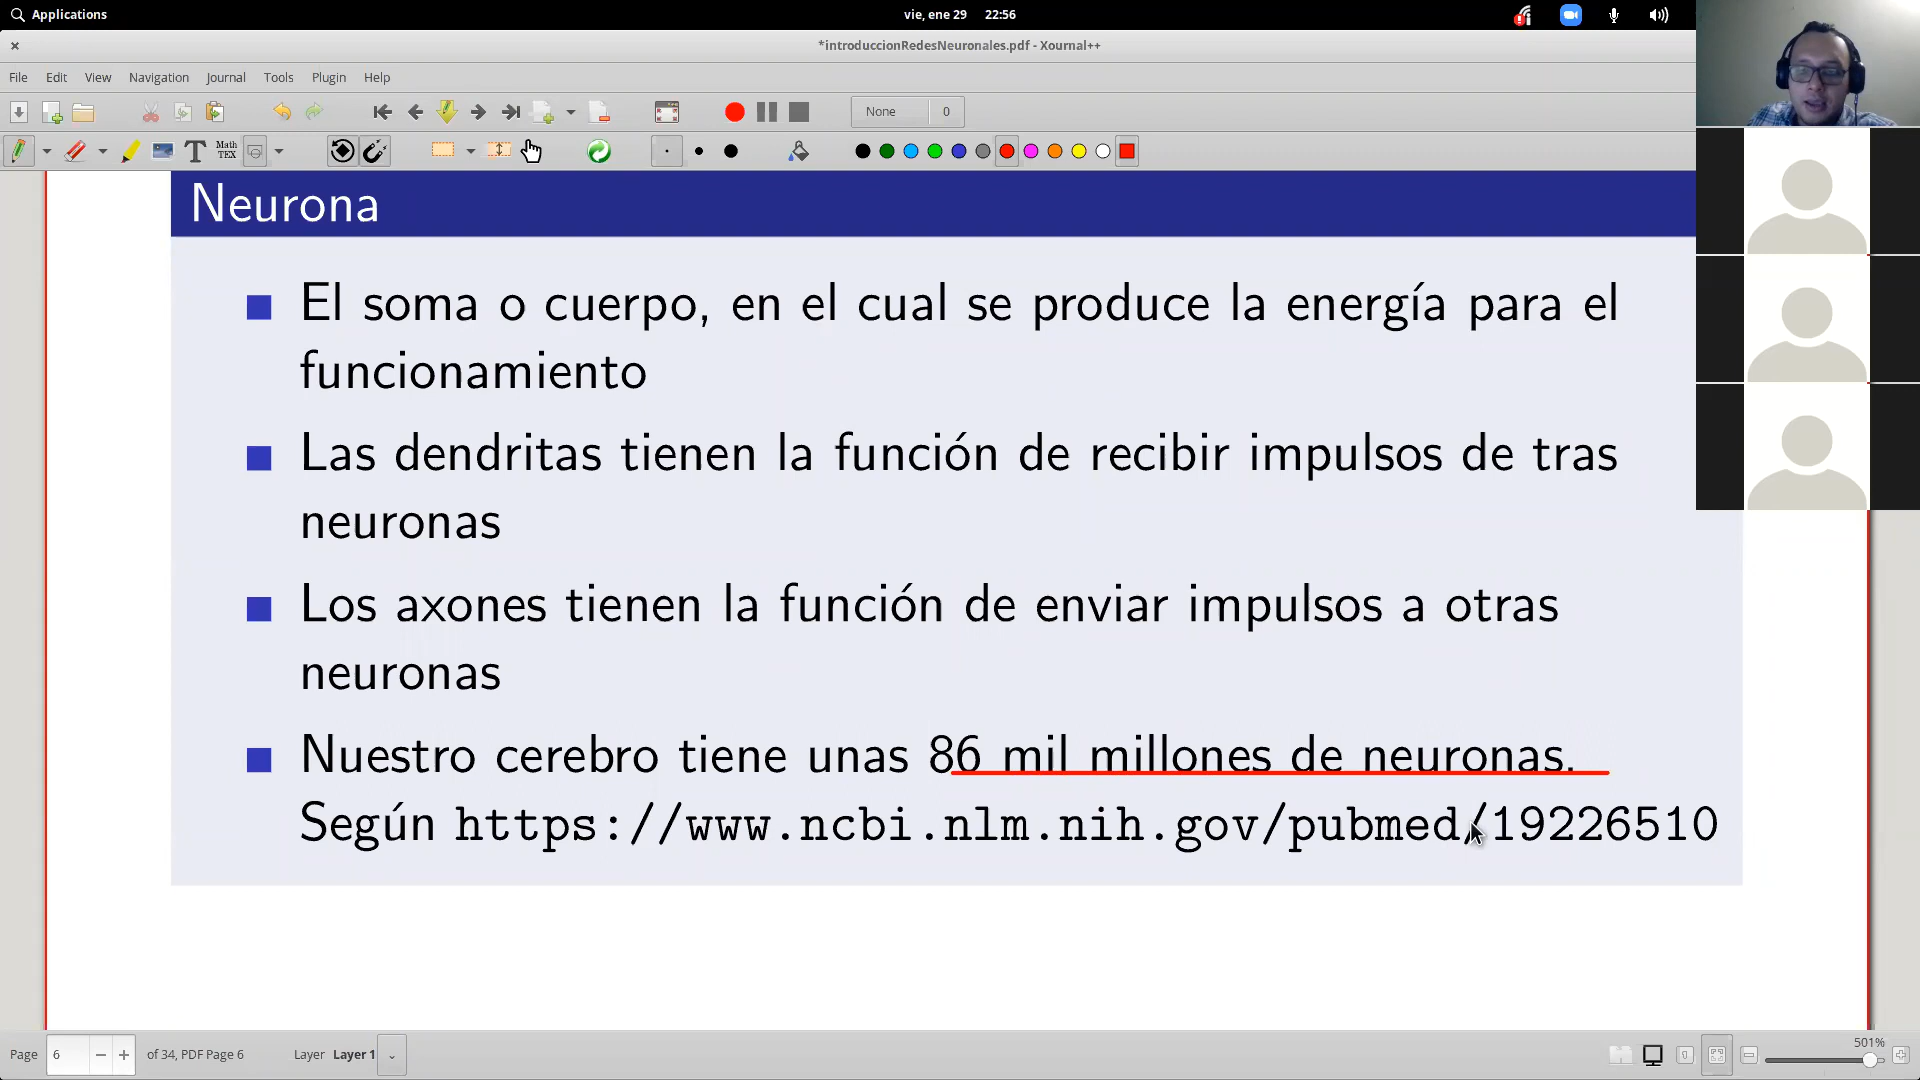 Applications
vie, ene 29 22:56
*introduccionRedesNeuronales.pdf - Xournal++
File Edit View Navigation Journal Tools Plugin Help
None 0
T Math TEX
Neurona
El soma o cuerpo, en el cual se produce la energía para el
funcionamiento
Las dendritas tienen la función de recibir impulsos de tras
neuronas
Los axones tienen la función de enviar impulsos a otras
neuronas
Nuestro cerebro tiene unas 86 mil millones de neuronas.
Según https://www.ncbi.nlm.nih.gov/pubmed/19226510
Page 6 of 34, PDF Page 6 Layer Layer 1 501%